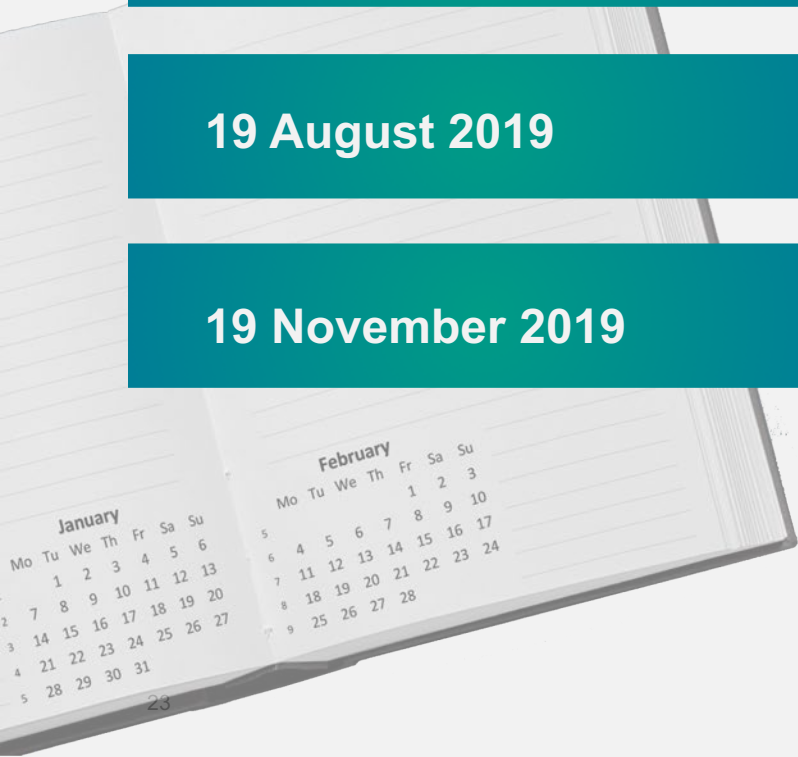 19 August 2019
19 November 2019
January
Mo Tu We Th Fr Sa Su
1 2 3 4 5 6
2 7 8 9 10 11 12 13
3 14 15 16 17 18 19 20
4 21 22 23 24 25 26 27
5 28 29 30 31
February
Mo Tu We Th Fr Sa Su
5 1 2 3
6 4 5 6 7 8 9 10
7 11 12 13 14 15 16 17
8 18 19 20 21 22 23 24
9 25 26 27 28
23